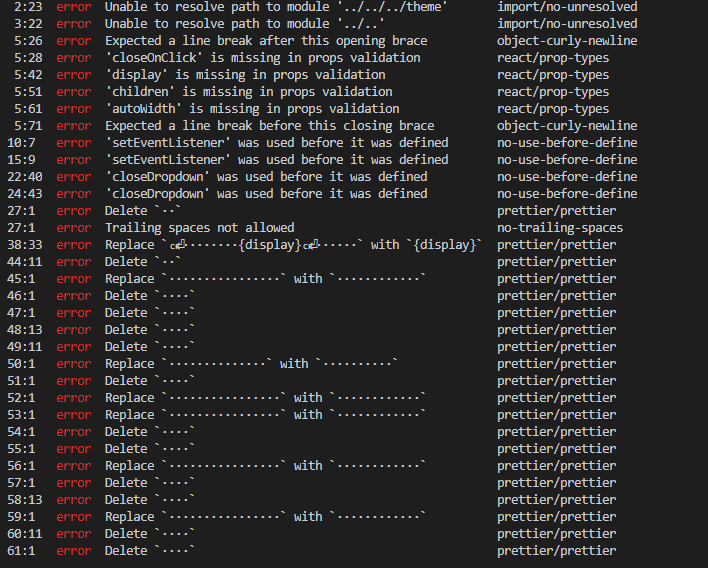 2:23 error Unable to resolve path to module '../../../theme' import/no-unresolved
3:22 error Unable to resolve path to module '../..' import/no-unresolved
5:26 error Expected a line break after this opening brace object-curly-newline
5:28 error 'closeOnClick' is missing in props validation react/prop-types
5:42 error 'display' is missing in props validation react/prop-types
5:51 error 'children' is missing in props validation react/prop-types
5:61 error 'autoWidth' is missing in props validation react/prop-types
5:71 error Expected a line break before this closing brace object-curly-newline
10:7 error 'setEventListener' was used before it was defined no-use-before-define
15:9 error 'setEventListener' was used before it was defined no-use-before-define
22:40 error 'closeDropdown' was used before it was defined no-use-before-define
24:43 error 'closeDropdown' was used before it was defined no-use-before-define
27:1 error Delete `··` prettier/prettier
27:1 error Trailing spaces not allowed no-trailing-spaces
38:33 error Replace `␍⏎········{display}␍⏎······` with `{display}` prettier/prettier
44:11 error Delete `··` prettier/prettier
45:1 error Replace `················` with `············` prettier/prettier
46:1 error Delete `····` prettier/prettier
47:1 error Delete `····` prettier/prettier
48:13 error Delete `····` prettier/prettier
49:11 error Delete `····` prettier/prettier
50:1 error Replace `··············` with `··········` prettier/prettier
51:1 error Delete `····` prettier/prettier
52:1 error Replace `················` with `············` prettier/prettier
53:1 error Replace `················` with `············` prettier/prettier
54:1 error Delete `····` prettier/prettier
55:1 error Delete `····` prettier/prettier
56:1 error Replace `················` with `············` prettier/prettier
57:1 error Delete `····` prettier/prettier
58:13 error Delete `····` prettier/prettier
59:1 error Replace `················` with `············` prettier/prettier
60:11 error Delete `····` prettier/prettier
61:1 error Delete `····` prettier/prettier